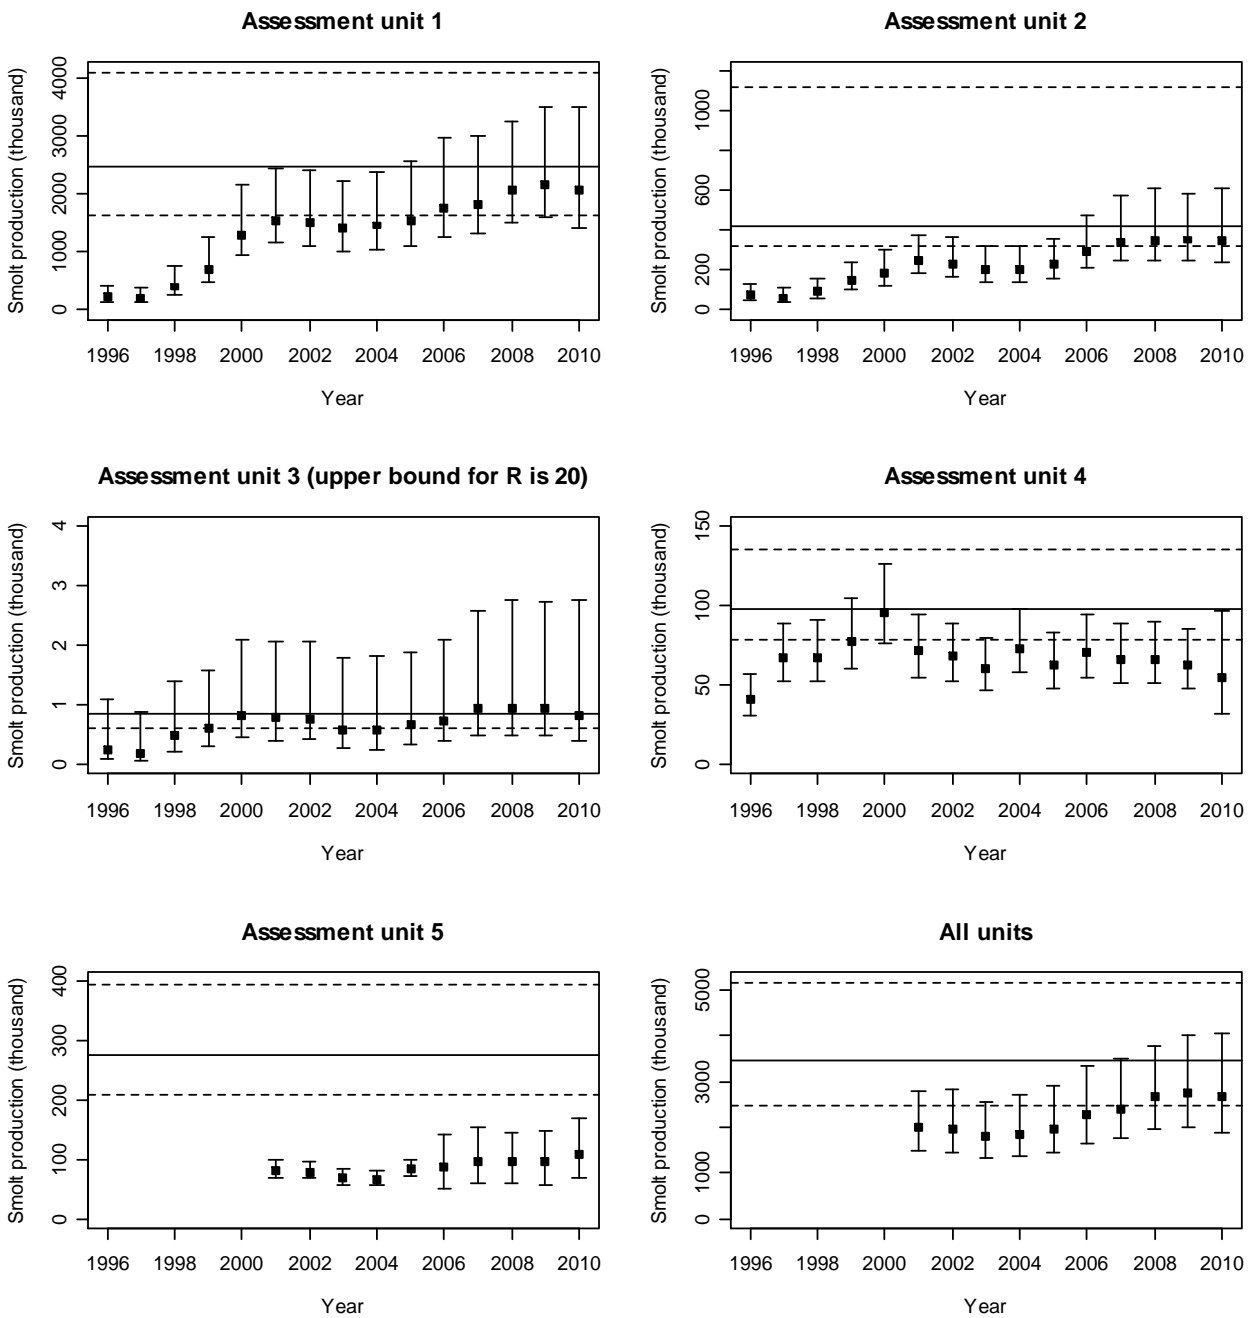 Assessment unit 1
Smolt production (thousand)
4000
3000
2000
1000
0
1996 1998 2000 2002 2004 2006 2008 2010
Year
Assessment unit 2
Smolt production (thousand)
1000
600
200
0
1996 1998 2000 2002 2004 2006 2008 2010
Year
Assessment unit 3 (upper bound for R is 20)
Smolt production (thousand)
4
3
2
1
0
1996 1998 2000 2002 2004 2006 2008 2010
Year
Assessment unit 4
Smolt production (thousand)
150
100
50
0
1996 1998 2000 2002 2004 2006 2008 2010
Year
Assessment unit 5
Smolt production (thousand)
400
300
200
100
0
1996 1998 2000 2002 2004 2006 2008 2010
Year
All units
Smolt production (thousand)
5000
3000
1000
0
1996 1998 2000 2002 2004 2006 2008 2010
Year